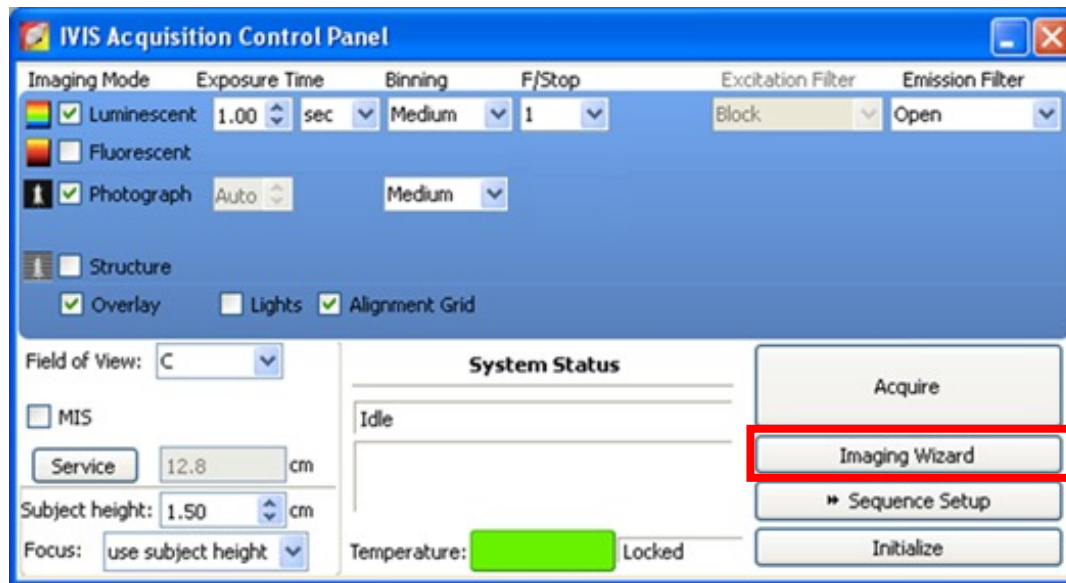 IVIS Acquisition Control Panel
Imaging Mode Exposure Time Binning F/Stop Excitation Filter Emission Filter
Luminescent 1.00 sec Medium 1 Block Open
Fluorescent
Photograph Auto Medium
Structure
Overlay Lights Alignment Grid
Field of View: C
MIS
Service 12.8 cm
Subject height: 1.50 cm
Focus: use subject height
System Status
Idle
Temperature: Locked
Acquire
Imaging Wizard
Sequence Setup
Initialize